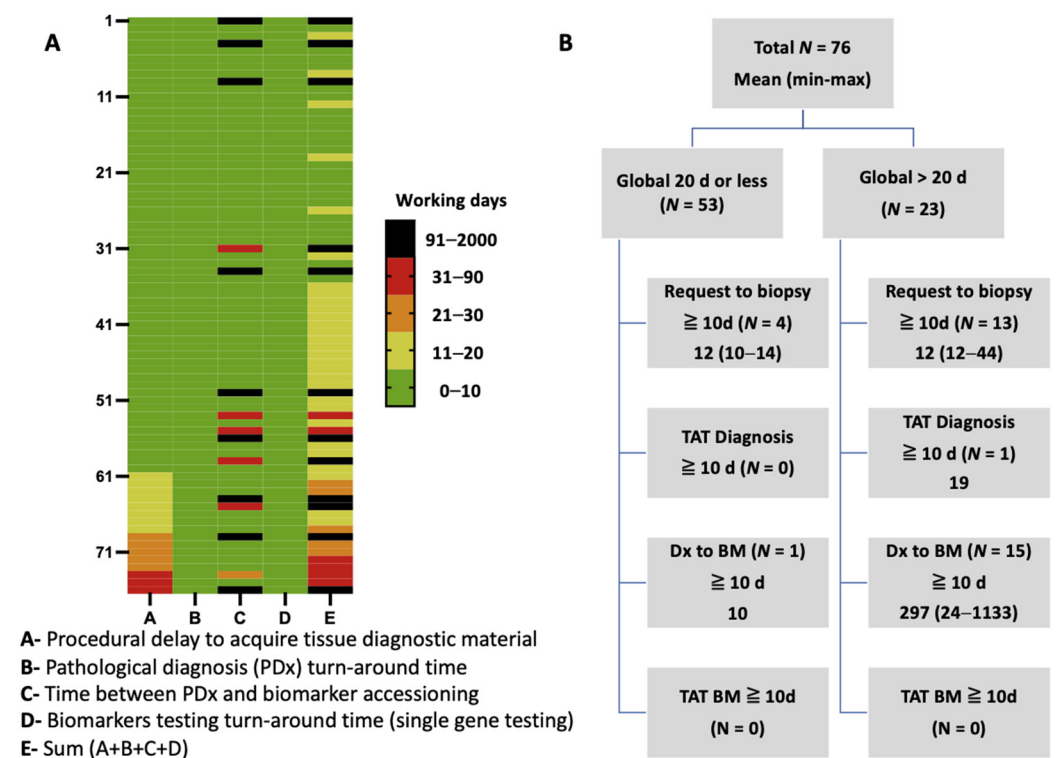 A
1
11
21
31
41
51
61
71
A B C D E
Working days
91–2000
31–90
21–30
11–20
0–10
A- Procedural delay to acquire tissue diagnostic material
B- Pathological diagnosis (PDx) turn-around time
C- Time between PDx and biomarker accessioning
D- Biomarkers testing turn-around time (single gene testing)
E- Sum (A+B+C+D)
B
Total N = 76
Mean (min-max)
Global 20 d or less
(N = 53)
Global > 20 d
(N = 23)
Request to biopsy
≧ 10d (N = 4)
12 (10–14)
Request to biopsy
≧ 10d (N = 13)
12 (12–44)
TAT Diagnosis
≧ 10 d (N = 0)
TAT Diagnosis
≧ 10 d (N = 1)
19
Dx to BM (N = 1)
≧ 10 d
10
Dx to BM (N = 15)
≧ 10 d
297 (24–1133)
TAT BM ≧ 10d
(N = 0)
TAT BM ≧ 10d
(N = 0)